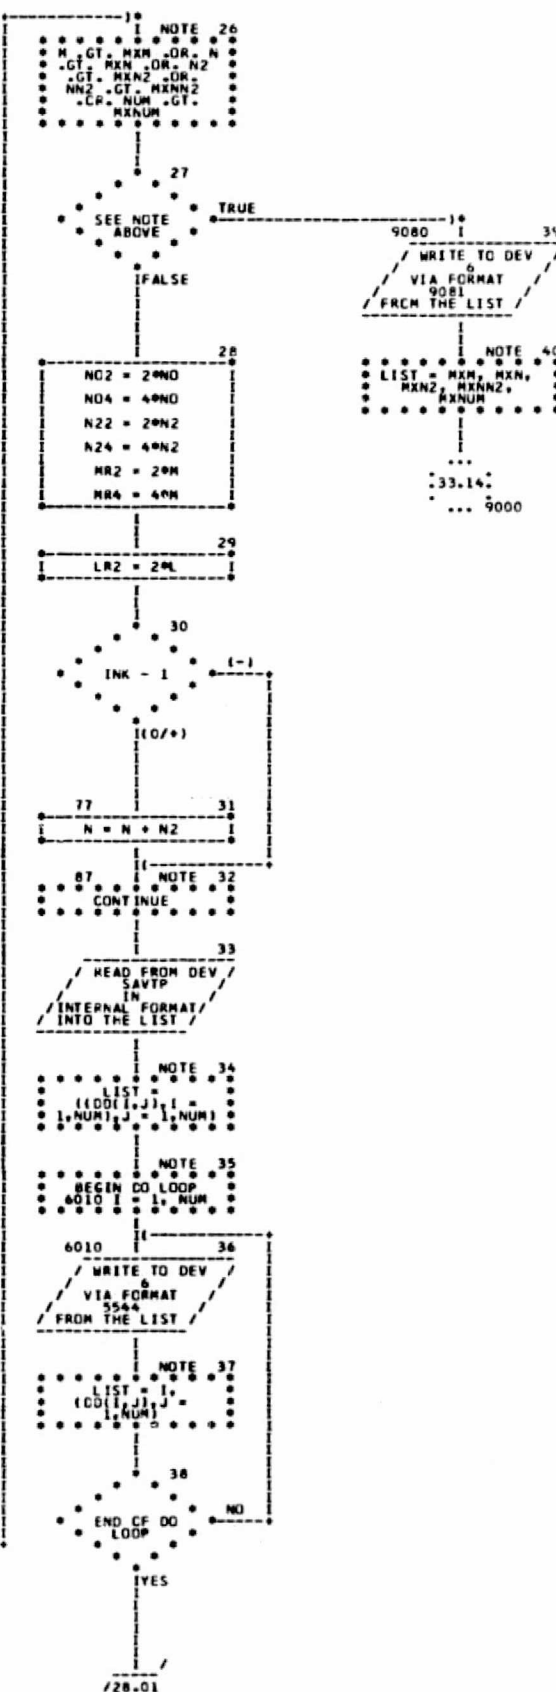 NOTE 26
M .GT. MXM .OR. N
.GT. MXN .OR. N2
.GT. MXN2 .OR.
NN2 .GT. MXNN2
.CR. NUM .GT.
MXNUM
27
SEE NOTE
ABOVE
TRUE
FALSE
9080 39
WRITE TO DEV
6
VIA FORMAT
9081
FRCM THE LIST
NOTE 40
LIST = MXM, MXN,
MXN2, MXNN2,
MXNUM
33.14
9000
28
NO2 = 2*NO
NO4 = 4*NO
N22 = 2*N2
N24 = 4*N2
MR2 = 2*M
MR4 = 4*M
29
LR2 = 2*L
30
INK - 1
(-)
(0/+)
77 31
N = N + N2
87 NOTE 32
CONTINUE
33
READ FROM DEV
SAVTP
IN
INTERNAL FORMAT
INTO THE LIST
NOTE 34
LIST =
((DD(I,J),I =
1,NUM),J = 1,NUM)
NOTE 35
BEGIN DO LOOP
6010 I = 1, NUM
6010 36
WRITE TO DEV
6
VIA FORMAT
5544
FROM THE LIST
NOTE 37
LIST = I,
(DD(I,J),J =
1,NUM)
38
END CF DO
LOOP
NO
YES
/28.01